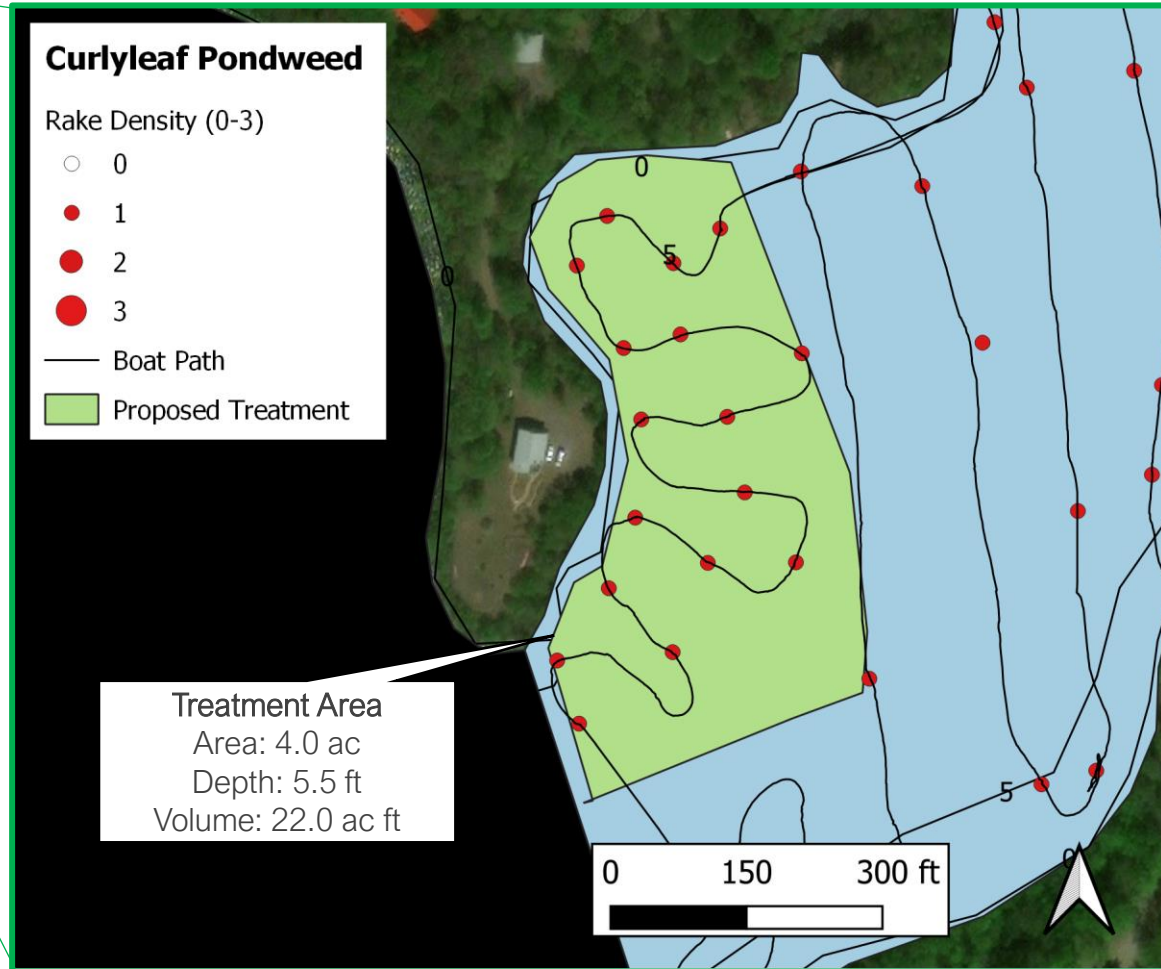 Curlyleaf Pondweed
Rake Density (0-3)
0
1
2
3
Boat Path
Proposed Treatment
0
0
5
Treatment Area
Area: 4.0 ac
Depth: 5.5 ft
Volume: 22.0 ac ft
5
0
0 150 300 ft